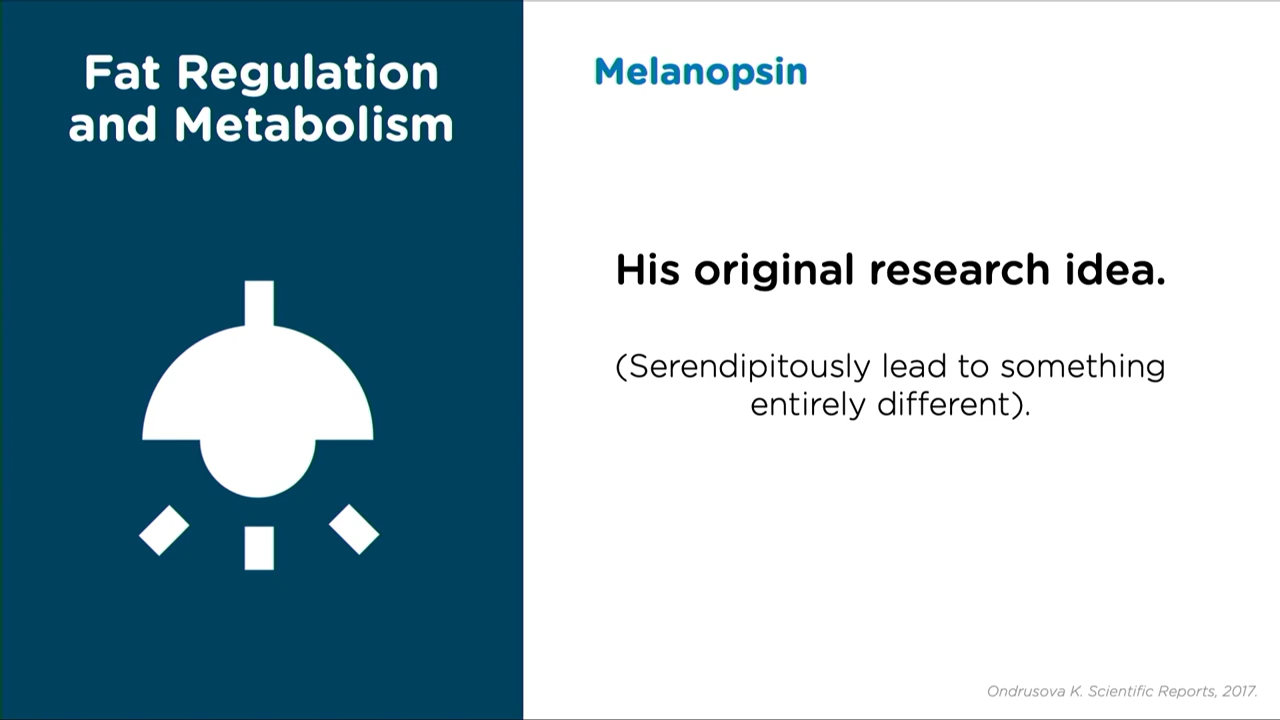 Fat Regulation
and Metabolism
Melanopsin
His original research idea.
(Serendipitously lead to something
entirely different).
Ondrusova K. Scientific Reports, 2017.